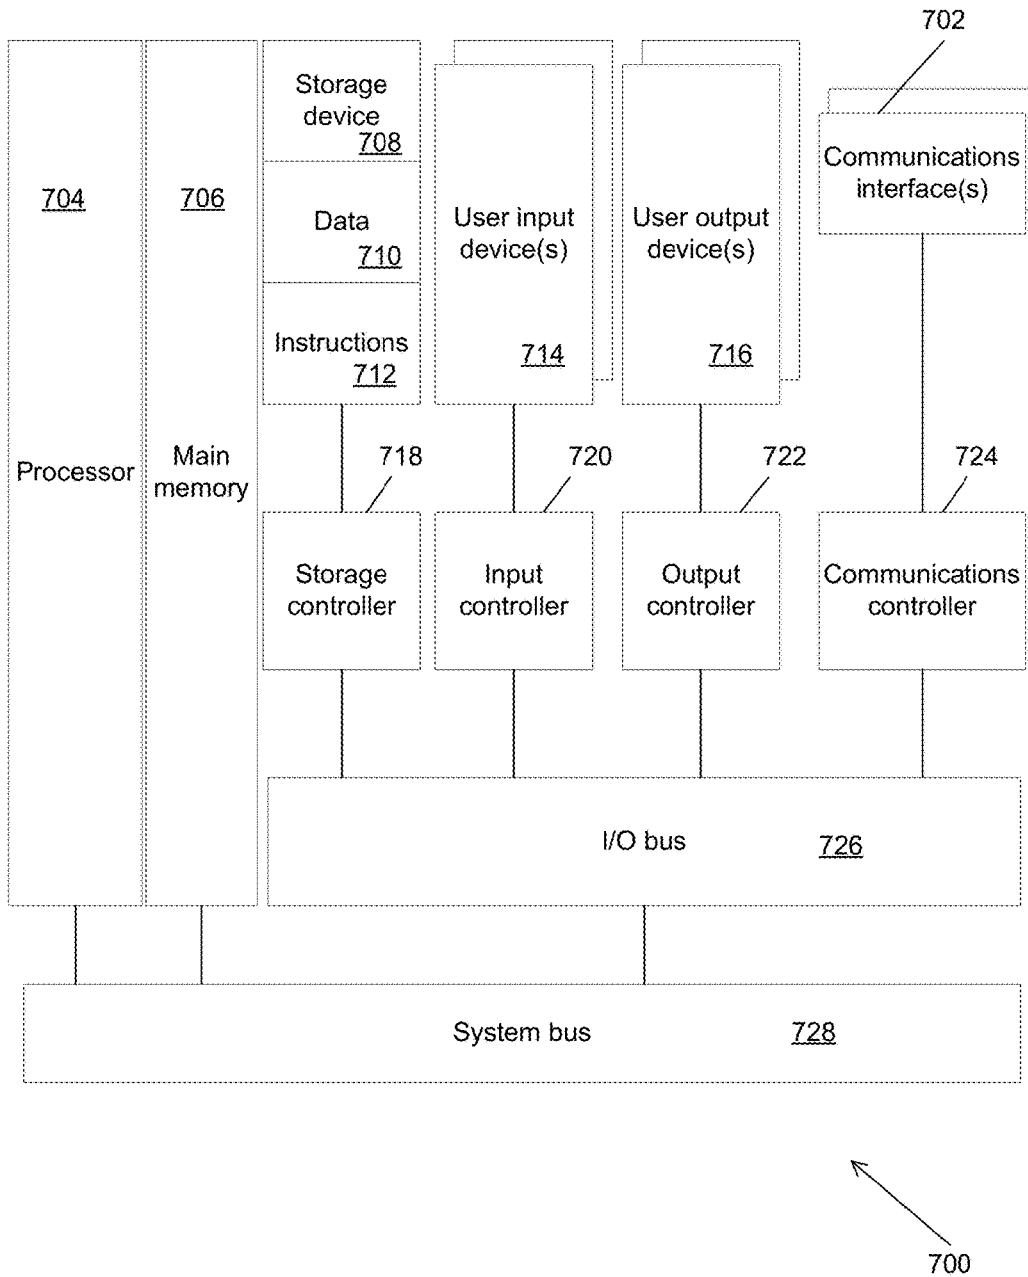 702
Storage
device
708
704
706
Communications
interface(s)
Data
710
User input
device(s)
User output
device(s)
Instructions
712
714
716
Processor
Main
memory
718
720
722
724
Storage
controller
Input
controller
Output
controller
Communications
controller
I/O bus
726
System bus
728
700